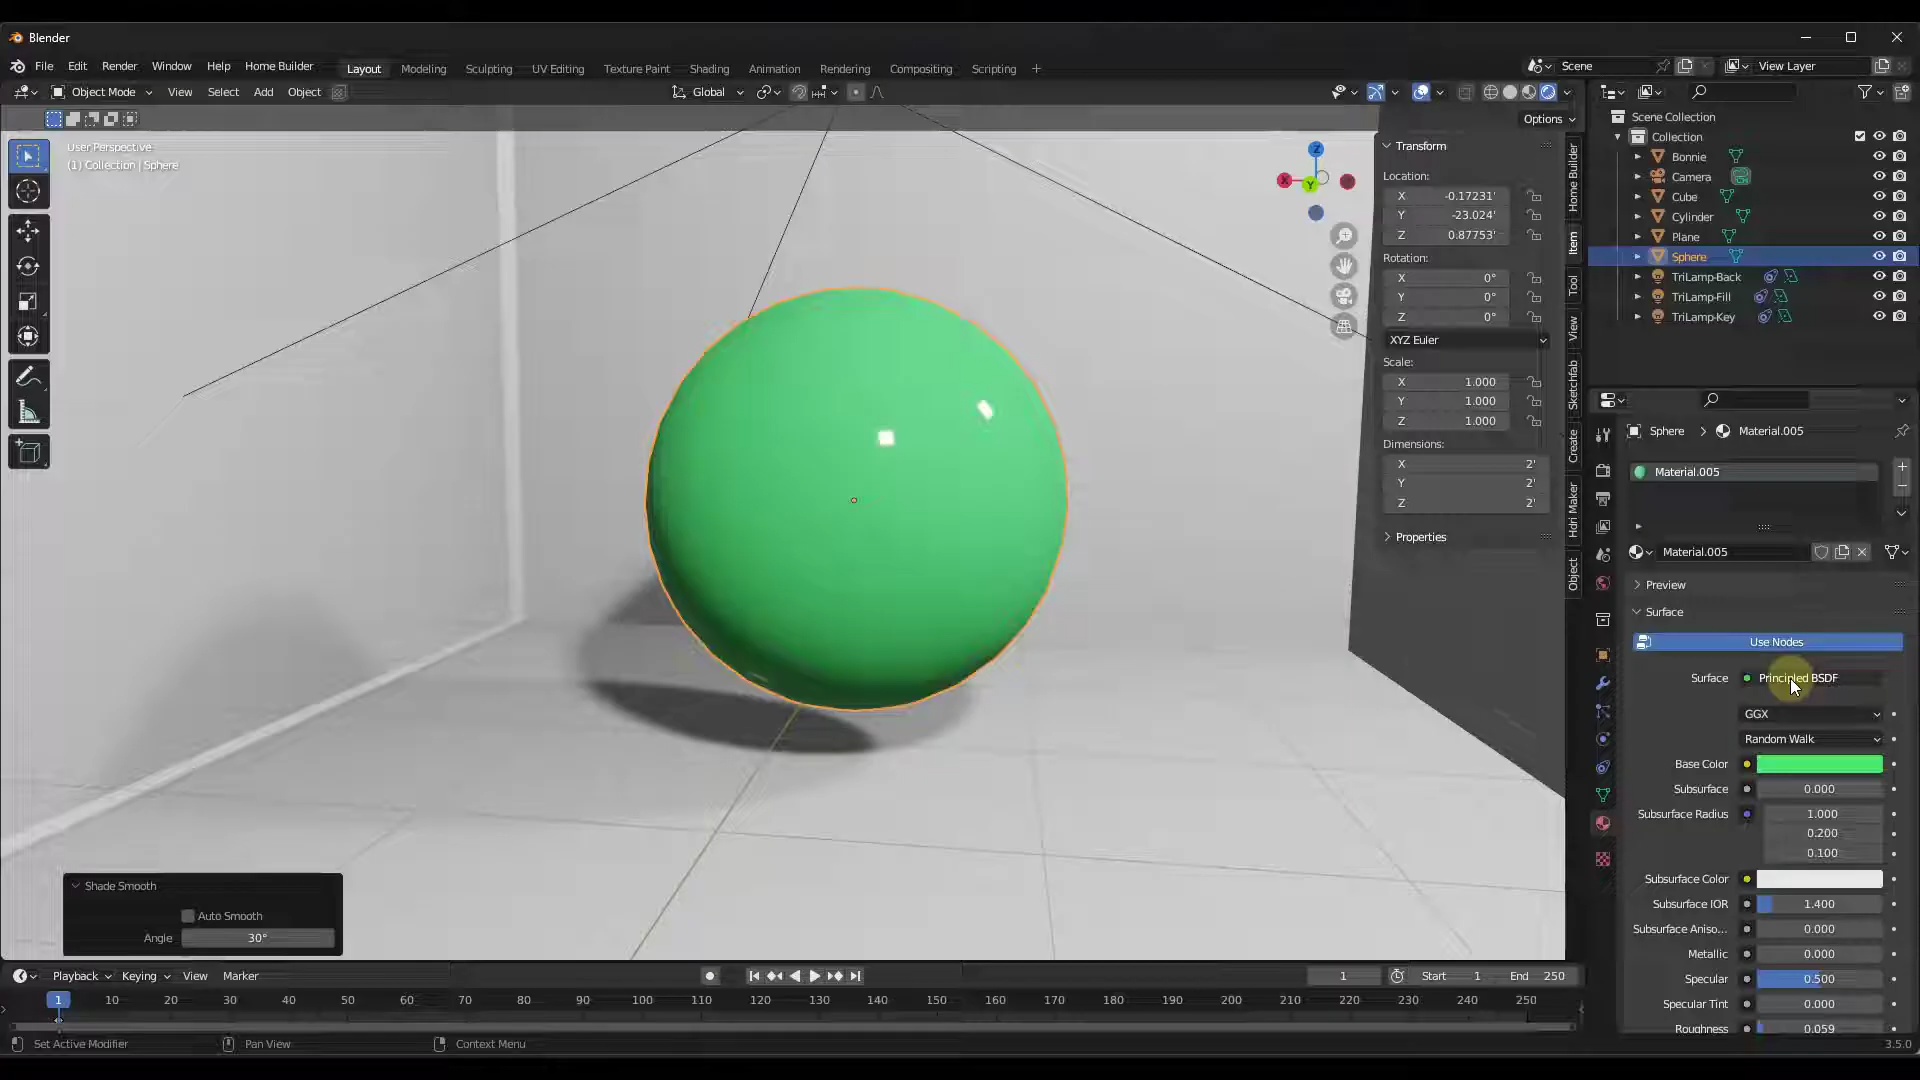 Blender
File Edit Render Window Help Home Builder
Layout Modeling Sculpting UV Editing Texture Paint Shading Animation Rendering Compositing Scripting +
Scene
View Layer
Object Mode View Select Add Object
Global
Options
User Perspective
(1) Collection | Sphere
Z
X
Y
Transform
Location:
X -0.17231'
Y -23.024'
Z 0.87753'
Rotation:
X 0°
Y 0°
Z 0°
XYZ Euler
Scale:
X 1.000
Y 1.000
Z 1.000
Dimensions:
X 2'
Y 2'
Z 2'
Properties
Home Builder
Item
Tool
View
Sketchfab
Create
Hdri Maker
Object
Scene Collection
Collection
Bonnie
Camera
Cube
Cylinder
Plane
Sphere
TriLamp-Back
TriLamp-Fill
TriLamp-Key
Sphere > Material.005
Material.005
Material.005
Preview
Surface
Use Nodes
Surface Principled BSDF
GGX
Random Walk
Base Color
Subsurface 0.000
Subsurface Radius 1.000
0.200
0.100
Subsurface Color
Subsurface IOR 1.400
Subsurface Aniso... 0.000
Metallic 0.000
Specular 0.500
Specular Tint 0.000
Roughness 0.059
Shade Smooth
Auto Smooth
Angle 30°
Playback Keying View Marker
1 Start 1 End 250
1 10 20 30 40 50 60 70 80 90 100 110 120 130 140 150 160 170 180 190 200 210 220 230 240 250
Set Active Modifier Pan View Context Menu
3.5.0